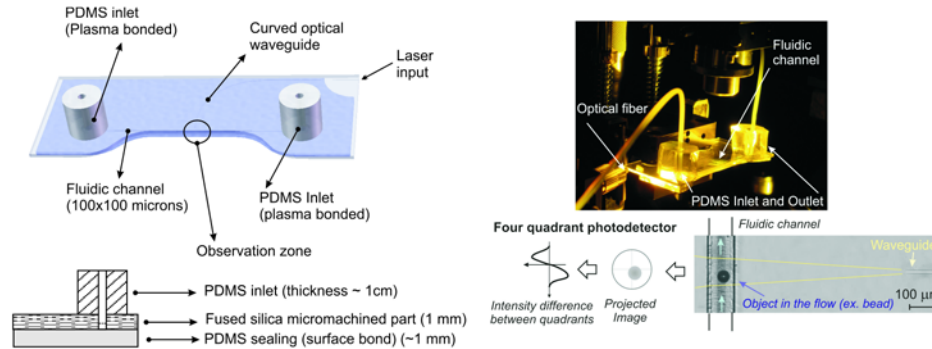 PDMS inlet
(Plasma bonded)
Curved optical
waveguide
Laser
input
Fluidic channel
(100x100 microns)
PDMS Inlet
(plasma bonded)
Observation zone
PDMS inlet (thickness ~ 1cm)
Fused silica micromachined part (1 mm)
PDMS sealing (surface bond) (~1 mm)
Fluidic
channel
Optical fiber
PDMS Inlet and Outlet
Fluidic channel
Four quadrant photodetector
Waveguide
Intensity difference
between quadrants
Projected
Image
Object in the flow (ex. bead)
100 µm